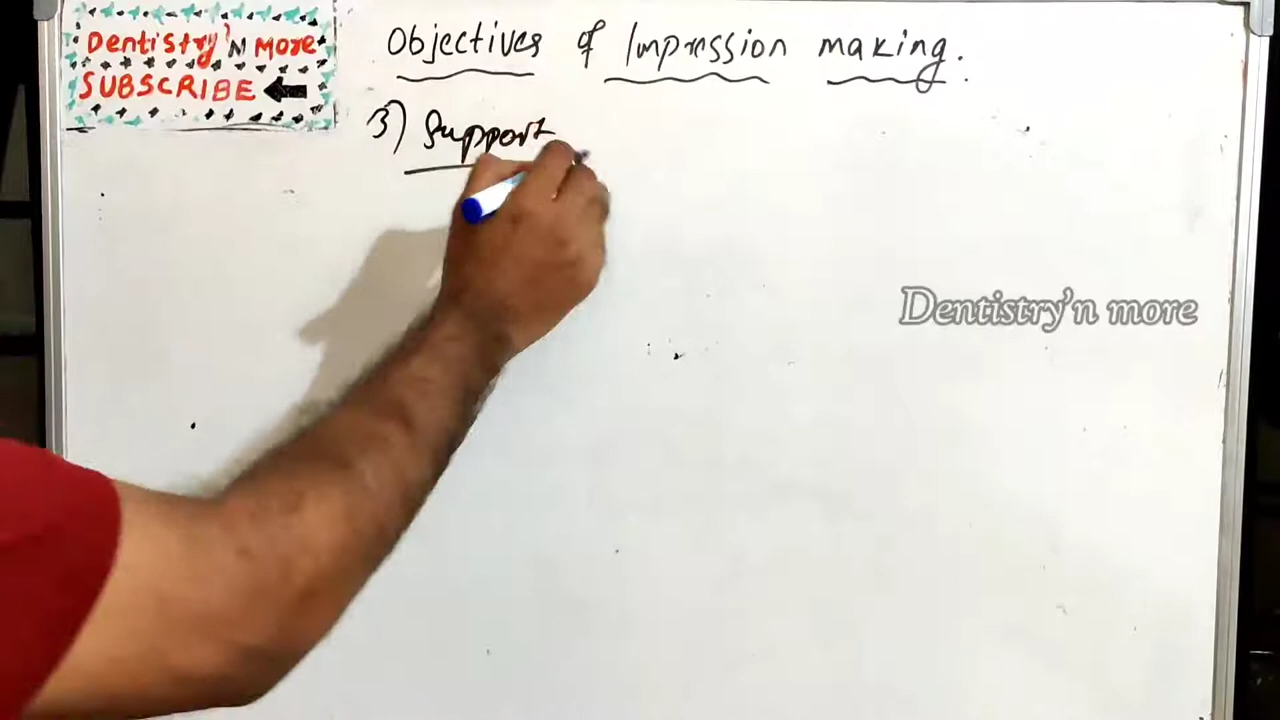 Dentistry'N MORe
SUBSCRIBE
Objectives of Impression making.
3) Support
Dentistry'n more